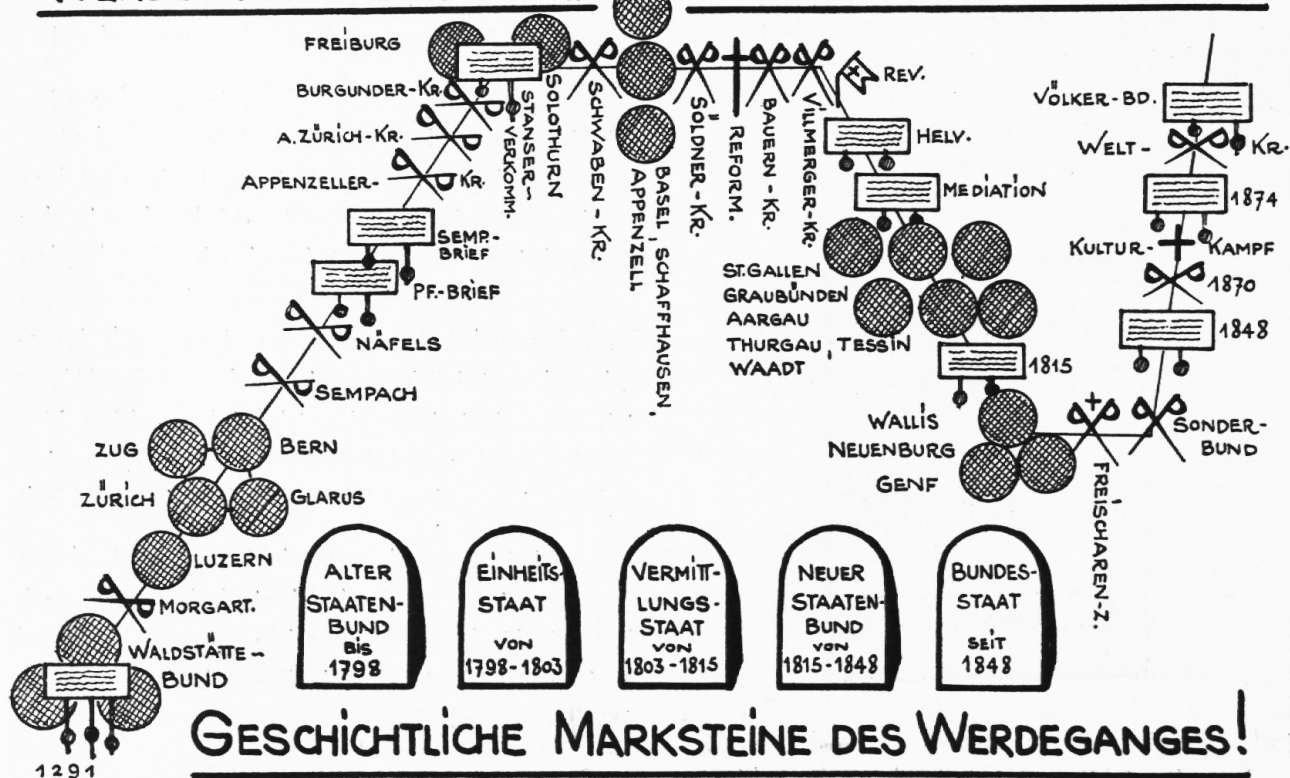 FREIBURG
BURGUNDER-KR.
A. ZÜRICH-KR.
APPENZELLER- KR.
STANSER-
VERKOMM.
SOLOTHURN
SCHWABEN-KR.
BASEL, SCHAFFHAUSEN,
APPENZELL
SÖLDNER-KR.
REFORM.
BAUERN-KR.
VILLMERGER-KR.
REV.
HELV.
MEDIATION
SEMP.-
BRIEF
PF.-BRIEF
NÄFELS
SEMPACH
ZUG
BERN
ZÜRICH
GLARUS
LUZERN
MORGART.
WALDSTÄTTE-
BUND
1291
ST.GALLEN
GRAUBÜNDEN
AARGAU
THURGAU, TESSIN
WAADT
1815
WALLIS
NEUENBURG
GENF
FREISCHAREN-Z.
SONDER-
BUND
1848
1870
KULTUR- KAMPF
1874
WELT- KR.
VÖLKER-BD.
ALTER
STAATEN-
BUND
BIS
1798
EINHEITS-
STAAT
VON
1798-1803
VERMITT-
LUNGS-
STAAT
VON
1803-1815
NEUER
STAATEN-
BUND
VON
1815-1848
BUNDES-
STAAT
SEIT
1848
GESCHICHTLICHE MARKSTEINE DES WERDEGANGES!